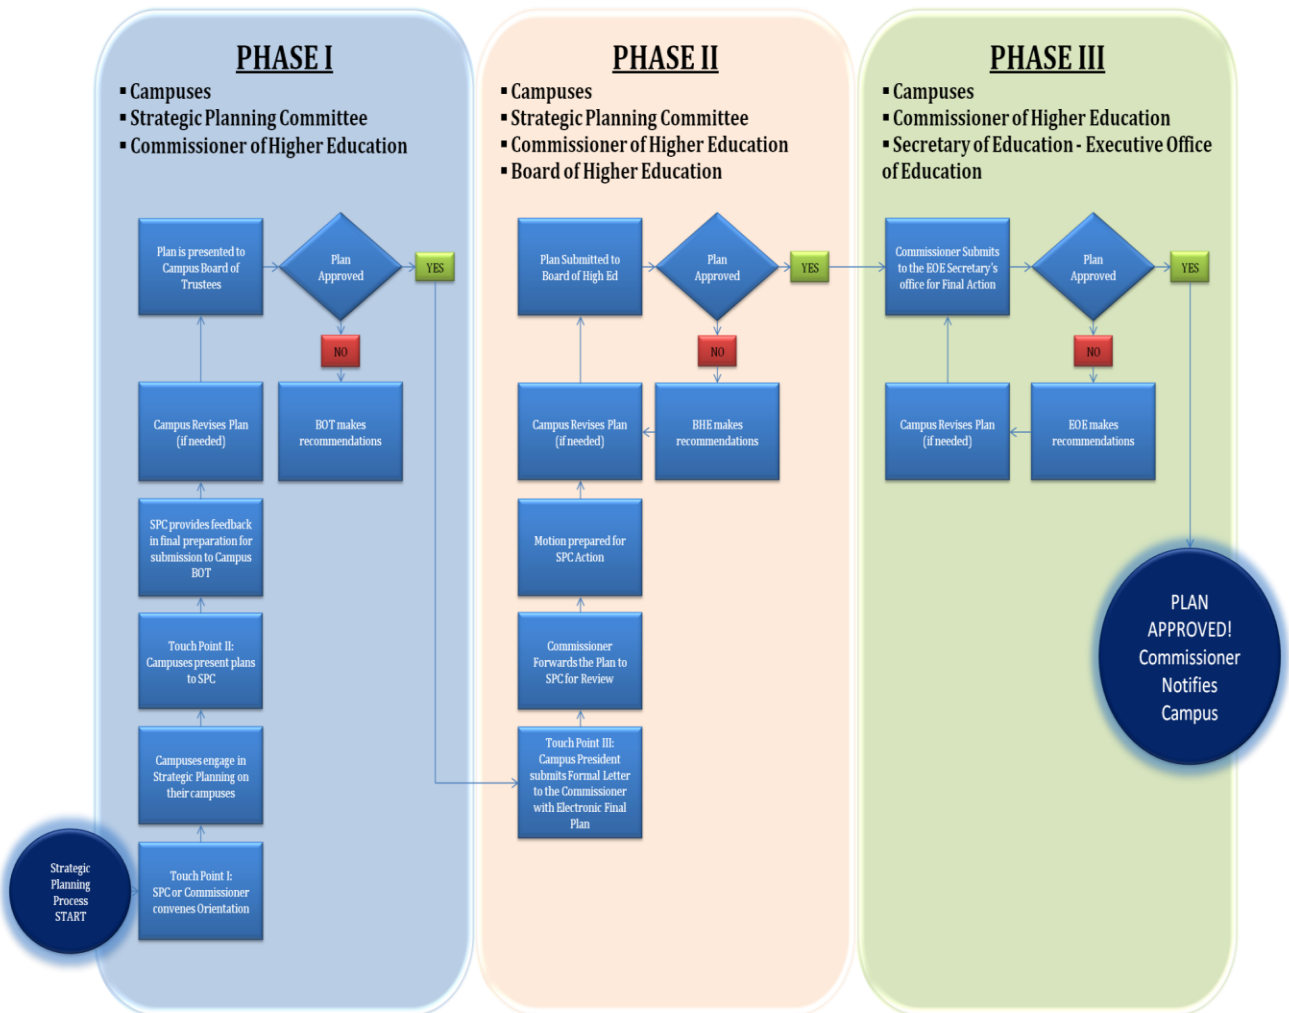 PHASE I
▪ Campuses
▪ Strategic Planning Committee
▪ Commissioner of Higher Education
Plan is presented to
Campus Board of
Trustees
Plan
Approved
YES
NO
Campus Revises Plan
(if needed)
BOT makes
recommendations
SPC provides feedback
in final preparation for
submission to Campus
BOT
Touch Point II:
Campuses present plans
to SPC
Campuses engage in
Strategic Planning on
their campuses
Strategic
Planning
Process
START
Touch Point I:
SPC or Commissioner
convenes Orientation
PHASE II
▪ Campuses
▪ Strategic Planning Committee
▪ Commissioner of Higher Education
▪ Board of Higher Education
Plan Submitted to
Board of High Ed
Plan
Approved
YES
NO
Campus Revises Plan
(if needed)
BHE makes
recommendations
Motion prepared for
SPC Action
Commissioner
Forwards the Plan to
SPC for Review
Touch Point III:
Campus President
submits Formal Letter
to the Commissioner
with Electronic Final
Plan
PHASE III
▪ Campuses
▪ Commissioner of Higher Education
▪ Secretary of Education - Executive Office
of Education
Commissioner Submits
to the EOE Secretary's
office for Final Action
Plan
Approved
YES
NO
Campus Revises Plan
(if needed)
EOE makes
recommendations
PLAN
APPROVED!
Commissioner
Notifies
Campus